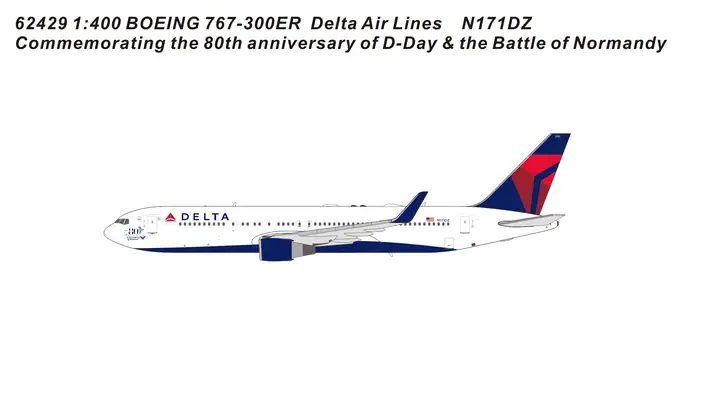 62429 1:400 BOEING 767-300ER Delta Air Lines N171DZ
Commemorating the 80th anniversary of D-Day & the Battle of Normandy
DELTA
80